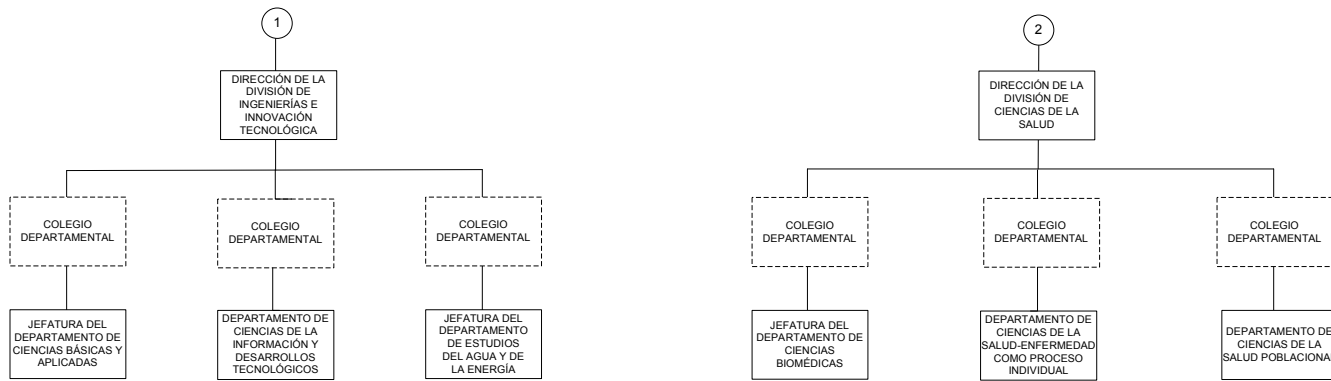 1
DIRECCIÓN DE LA
DIVISIÓN DE
INGENIERÍAS E
INNOVACIÓN
TECNOLÓGICA
COLEGIO
DEPARTAMENTAL
COLEGIO
DEPARTAMENTAL
COLEGIO
DEPARTAMENTAL
JEFATURA DEL
DEPARTAMENTO DE
CIENCIAS BÁSICAS Y
APLICADAS
DEPARTAMENTO DE
CIENCIAS DE LA
INFORMACIÓN Y
DESARROLLOS
TECNOLÓGICOS
JEFATURA DEL
DEPARTAMENTO
DE ESTUDIOS
DEL AGUA Y DE
LA ENERGÍA
2
DIRECCIÓN DE LA
DIVISIÓN DE
CIENCIAS DE LA
SALUD
COLEGIO
DEPARTAMENTAL
COLEGIO
DEPARTAMENTAL
COLEGIO
DEPARTAMENTAL
JEFATURA DEL
DEPARTAMENTO DE
CIENCIAS
BIOMÉDICAS
DEPARTAMENTO DE
CIENCIAS DE LA
SALUD-ENFERMEDAD
COMO PROCESO
INDIVIDUAL
DEPARTAMENTO DE
CIENCIAS DE LA
SALUD POBLACIONAL